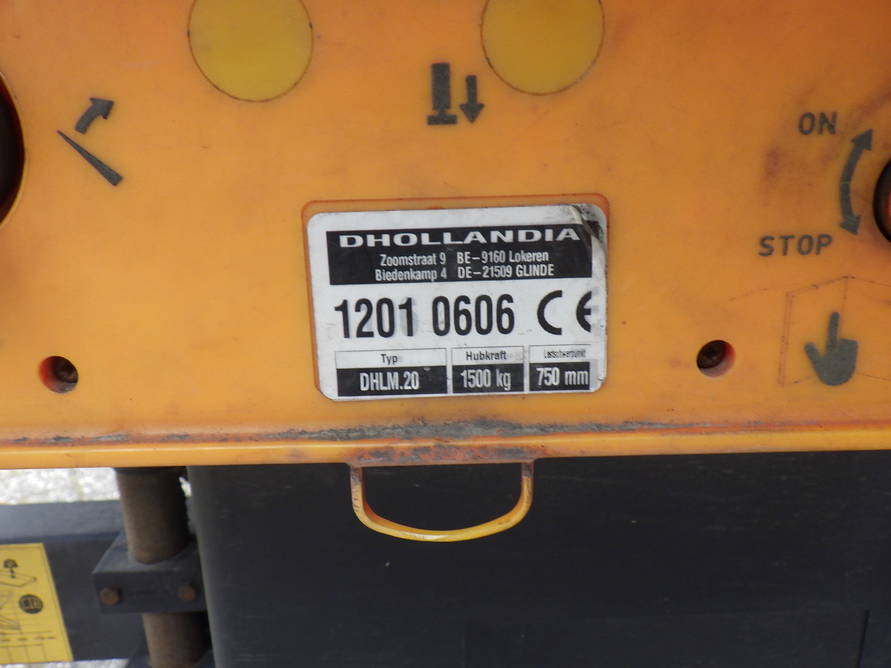 ON
STOP
DHOLLANDIA
Zoomstraat 9 BE-9160 Lokeren
Biedenkamp 4 DE-21509 GLINDE
1201 0606 CE
Typ Hubkraft Lastschwerpunkt
DHLM.20 1500 kg 750 mm